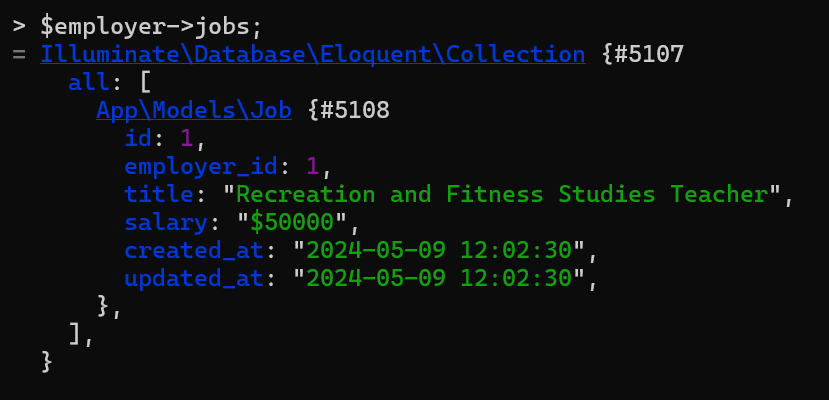 > $employer->jobs;
= Illuminate\Database\Eloquent\Collection {#5107
    all: [
      App\Models\Job {#5108
        id: 1,
        employer_id: 1,
        title: "Recreation and Fitness Studies Teacher",
        salary: "$50000",
        created_at: "2024-05-09 12:02:30",
        updated_at: "2024-05-09 12:02:30",
      },
    ],
  }